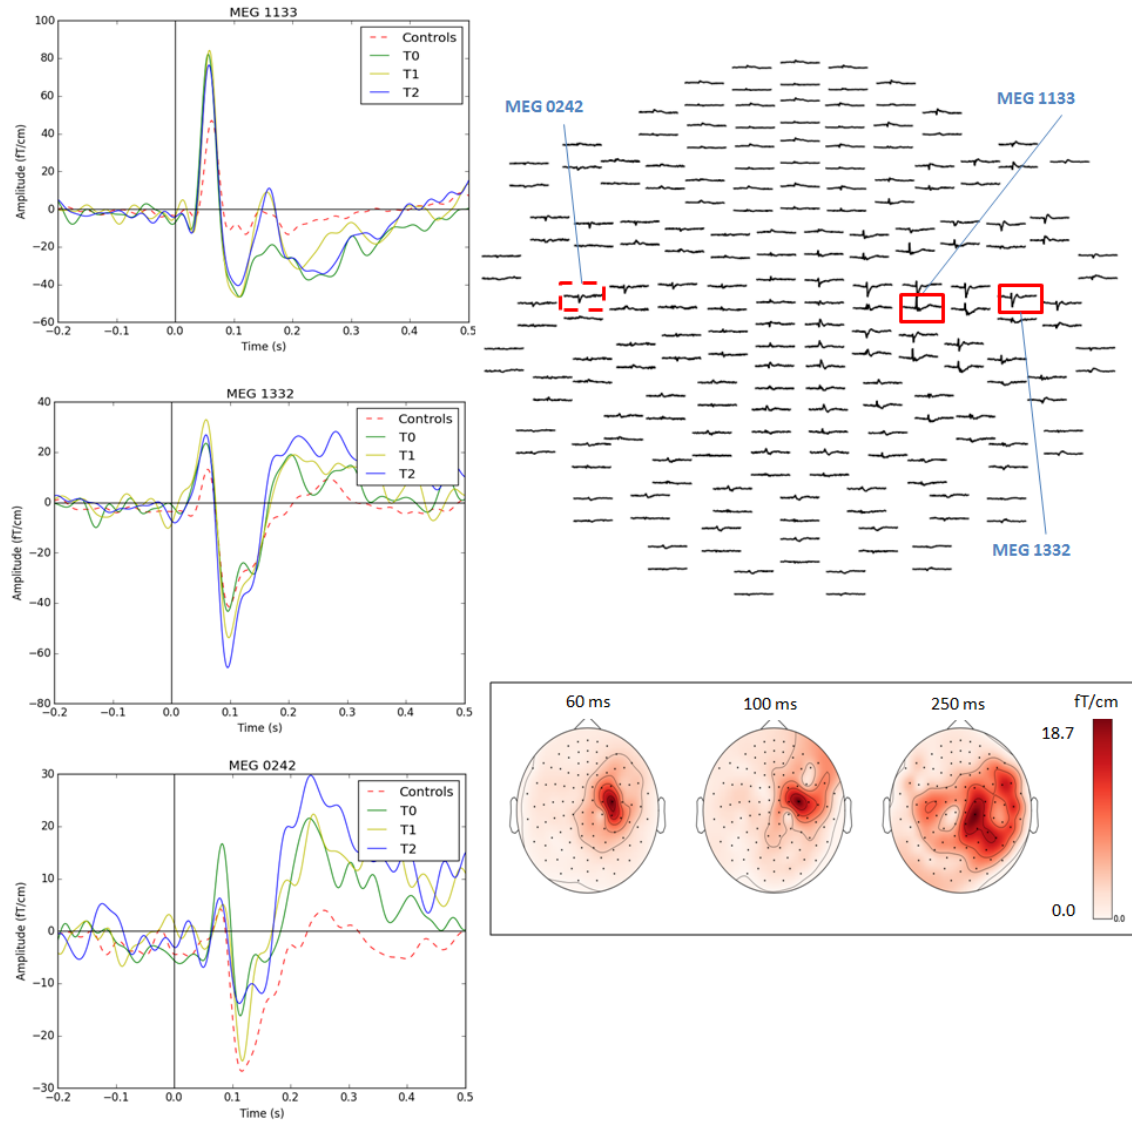 MEG 1133
Controls
T0
T1
T2
100
80
60
40
20
0
−20
−40
−60
Amplitude (fT/cm)
−0.2 −0.1 0.0 0.1 0.2 0.3 0.4 0.5
Time (s)
MEG 0242
MEG 1133
MEG 1332
MEG 1332
Controls
T0
T1
T2
40
20
0
−20
−40
−60
−80
Amplitude (fT/cm)
−0.2 −0.1 0.0 0.1 0.2 0.3 0.4 0.5
Time (s)
60 ms 100 ms 250 ms fT/cm
18.7
0.0
0.0
MEG 0242
Controls
T0
T1
T2
30
20
10
0
−10
−20
−30
Amplitude (fT/cm)
−0.2 −0.1 0.0 0.1 0.2 0.3 0.4 0.5
Time (s)